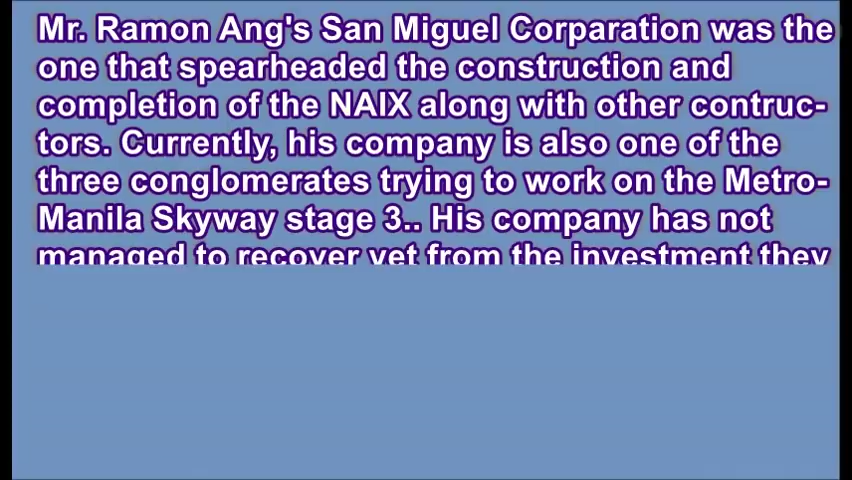 Mr. Ramon Ang's San Miguel Corparation was the
one that spearheaded the construction and
completion of the NAIX along with other contruc-
tors. Currently, his company is also one of the
three conglomerates trying to work on the Metro-
Manila Skyway stage 3.. His company has not
managed to recover yet from the investment they